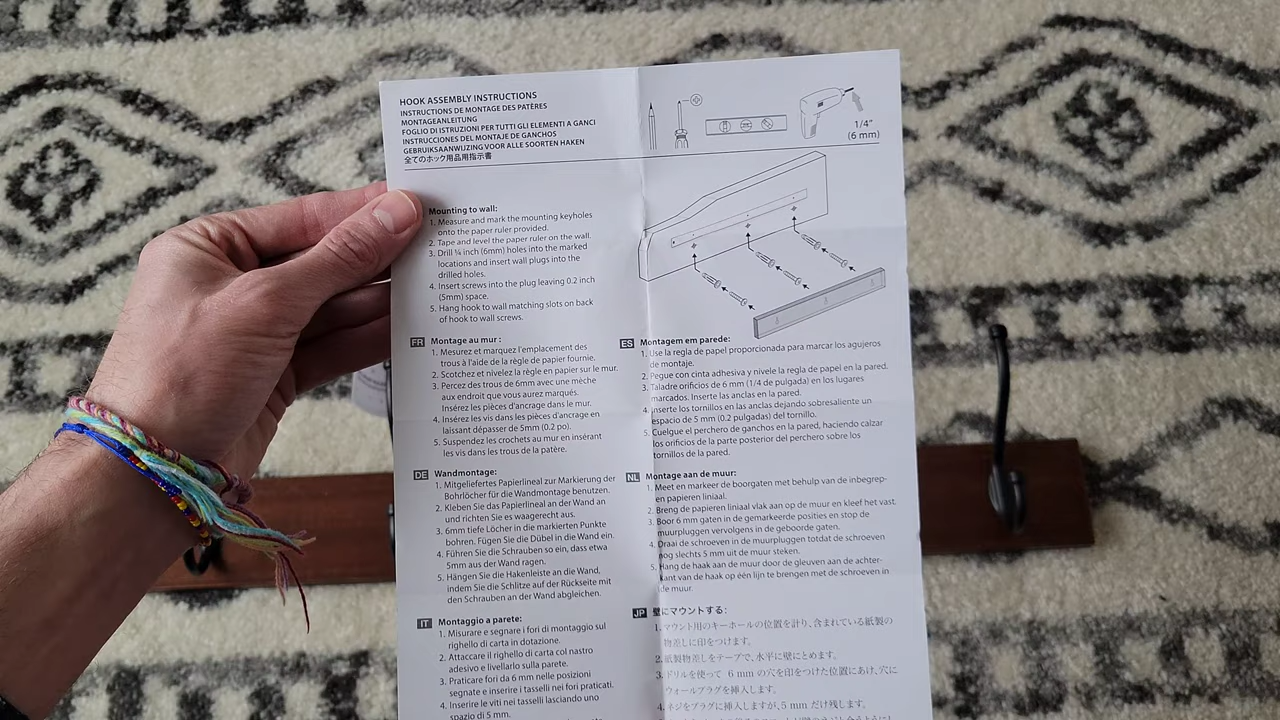 HOOK ASSEMBLY INSTRUCTIONS
INSTRUCTIONS DE MONTAGE DES PATÈRES
MONTAGEANLEITUNG
FOGLIO DI ISTRUZIONI PER TUTTI GLI ELEMENTI A GANCI
INSTRUCCIONES DEL MONTAJE DE GANCHOS
GEBRUIKSAANWIJZING VOOR ALLE SOORTEN HAKEN
全てのホック用品用指示書
1/4"
(6 mm)
Mounting to wall:
1. Measure and mark the mounting keyholes
onto the paper ruler provided.
2. Tape and level the paper ruler on the wall.
3. Drill ¼ inch (6mm) holes into the marked
locations and insert wall plugs into the
drilled holes.
4. Insert screws into the plug leaving 0.2 inch
(5mm) space.
5. Hang hook to wall matching slots on back
of hook to wall screws.
FR Montage au mur :
1. Mesurez et marquez l'emplacement des
trous à l'aide de la règle de papier fournie.
2. Scotchez et nivelez la règle en papier sur le mur.
3. Percez des trous de 6mm avec une mèche
aux endroit que vous aurez marqués.
Insérez les pièces d'ancrage dans le mur.
4. Insérez les vis dans les pièces d'ancrage en
laissant dépasser de 5mm (0.2 po).
5. Suspendez les crochets au mur en insérant
les vis dans les trous de la patère.
DE Wandmontage:
1. Mitgeliefertes Papierlineal zur Markierung der
Bohrlöcher für die Wandmontage benutzen.
2. Kleben Sie das Papierlineal an der Wand an
und richten Sie es waagerecht aus.
3. 6mm tiefe Löcher in die markierten Punkte
bohren. Fügen Sie die Dübel in die Wand ein.
4. Führen Sie die Schrauben so ein, dass etwa
5mm aus der Wand ragen.
5. Hängen Sie die Hakenleiste an die Wand,
indem Sie die Schlitze auf der Rückseite mit
den Schrauben an der Wand abgleichen.
IT Montaggio a parete:
1. Misurare e segnare i fori di montaggio sul
righello di carta in dotazione.
2. Attaccare il righello di carta col nastro
adesivo e livellarlo sulla parete.
3. Praticare fori da 6 mm nelle posizioni
segnate e inserire i tasselli nei fori praticati.
4. Inserire le viti nei tasselli lasciando uno
spazio di 5 mm.
ES Montagem em parede:
1. Use la regla de papel proporcionada para marcar los agujeros
de montaje.
2. Pegue con cinta adhesiva y nivele la regla de papel en la pared.
3. Taladre orificios de 6 mm (1/4 de pulgada) en los lugares
marcados. Inserte las anclas en la pared.
4. Inserte los tornillos en las anclas dejando sobresaliente un
espacio de 5 mm (0.2 pulgadas) del tornillo.
5. Cuelgue el perchero de ganchos en la pared, haciendo calzar
los orificios de la parte posterior del perchero sobre los
tornillos de la pared.
NL Montage aan de muur:
1. Meet en markeer de boorgaten met behulp van de inbegrep-
en papieren liniaal.
2. Breng de papieren liniaal vlak aan op de muur en kleef het vast.
3. Boor 6 mm gaten in de gemarkeerde posities en stop de
muurpluggen vervolgens in de geboorde gaten.
4. Draai de schroeven in de muurpluggen totdat de schroeven
nog slechts 5 mm uit de muur steken.
5. Hang de haak aan de muur door de gleuven aan de achter-
kant van de haak op één lijn te brengen met de schroeven in
de muur.
JP 壁にマウントする:
1. マウント用のキーホールの位置を計り、含まれている紙製の
物差しに印をつけます。
2. 紙製物差しをテープで、水平に壁にとめます。
3. ドリルを使って 6 mm の穴を印をつけた位置にあけ、穴に
ウォールプラグを挿入します。
4. ネジをプラグに挿入しますが、5 mm だけ残します。